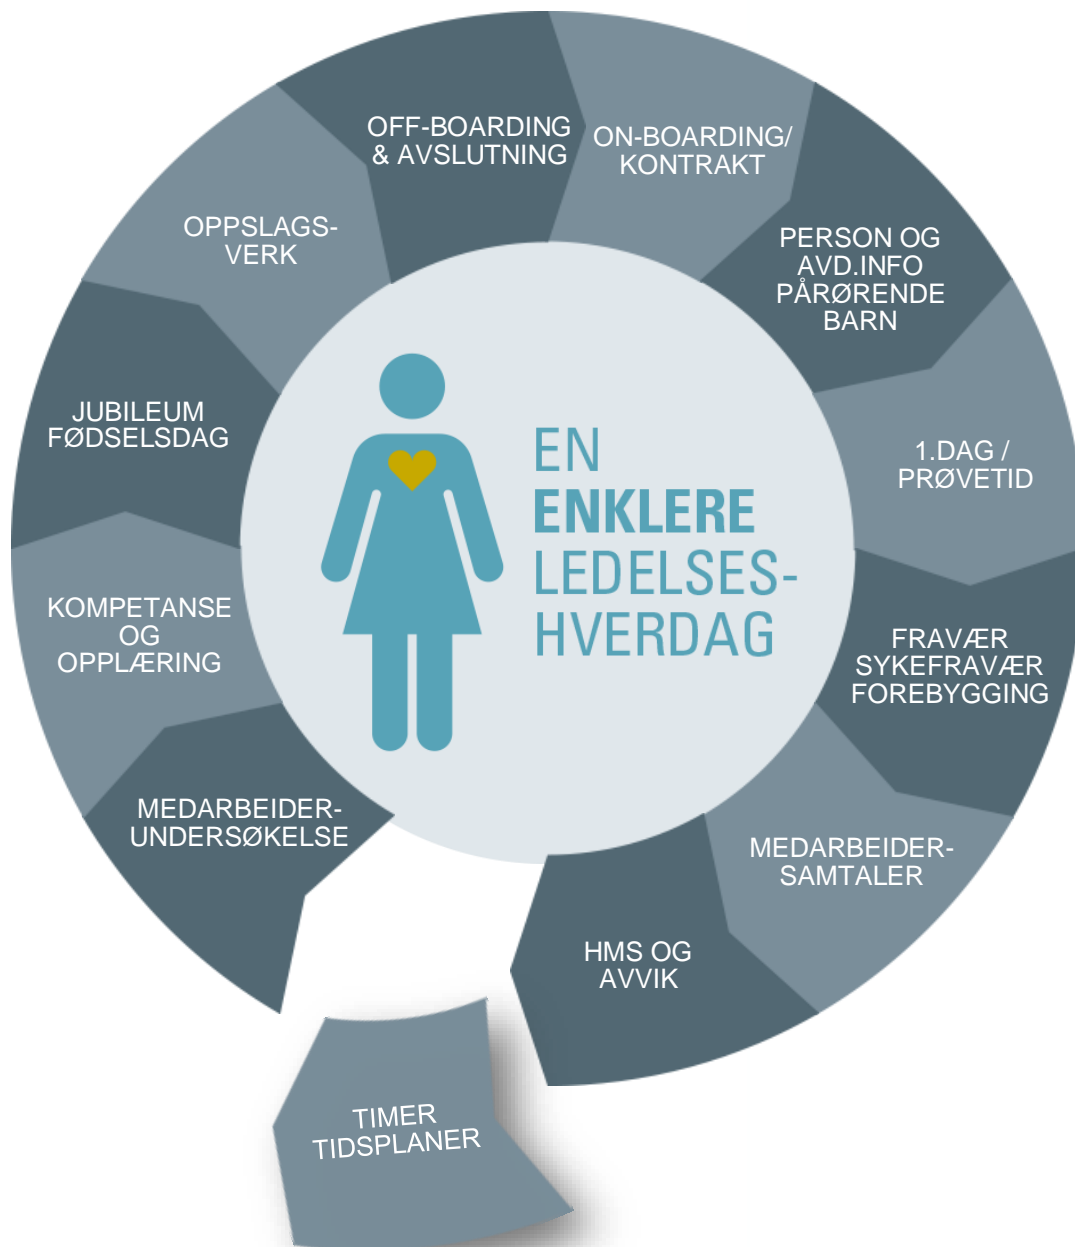 OFF-BOARDING
& AVSLUTNING
ON-BOARDING/
KONTRAKT
PERSON OG
AVD.INFO
PÅRØRENDE
BARN
1.DAG /
PRØVETID
FRAVÆR
SYKEFRAVÆR
FOREBYGGING
MEDARBEIDER-
SAMTALER
HMS OG
AVVIK
TIMER
TIDSPLANER
MEDARBEIDER-
UNDERSØKELSE
KOMPETANSE
OG
OPPLÆRING
JUBILEUM
FØDSELSDAG
OPPSLAGS-
VERK
EN
ENKLERE
LEDELSES-
HVERDAG